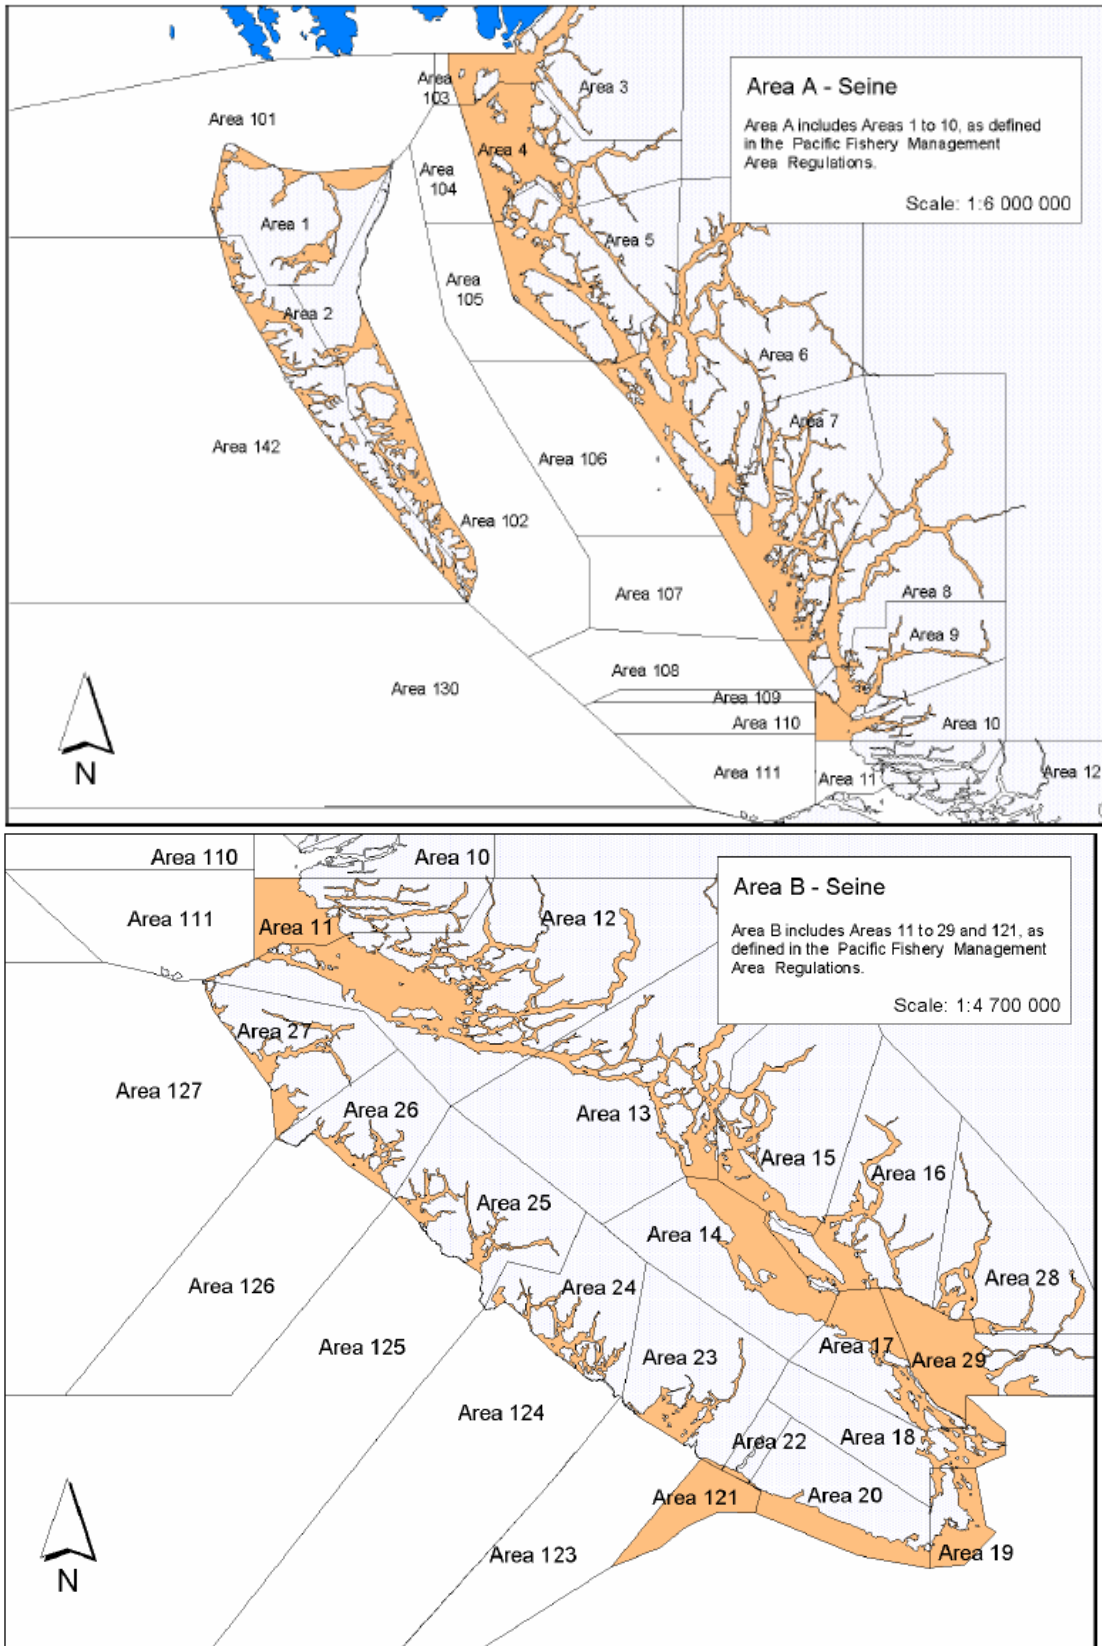 Area A - Seine
Area A includes Areas 1 to 10, as defined
in the Pacific Fishery Management
Area Regulations.
Scale: 1:6 000 000
Area
103
Area 3
Area 101
Area 4
Area
104
Area 1
Area 5
Area
105
Area 2
Area 6
Area 7
Area 142
Area 106
Area 102
Area 107
Area 8
Area 9
Area 108
Area 130
Area 109
Area 110
Area 10
Area 111
Area 11
Area 12
N
Area 110
Area 10
Area B - Seine
Area B includes Areas 11 to 29 and 121, as
defined in the Pacific Fishery Management
Area Regulations.
Scale: 1:4 700 000
Area 111
Area 11
Area 12
Area 27
Area 127
Area 26
Area 13
Area 15
Area 16
Area 25
Area 14
Area 126
Area 24
Area 28
Area 125
Area 17
Area 23
Area 29
Area 124
Area 22
Area 18
Area 121
Area 20
Area 123
Area 19
N